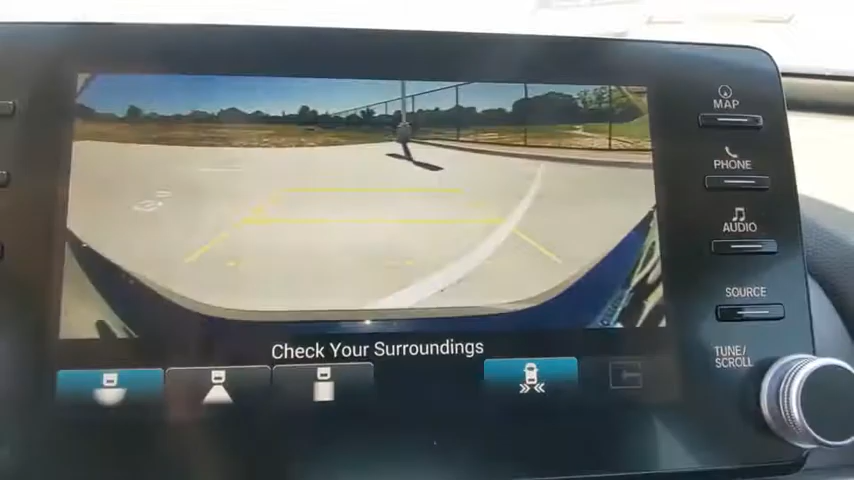 MAP
PHONE
AUDIO
SOURCE
TUNE/
SCROLL
Check Your Surroundings